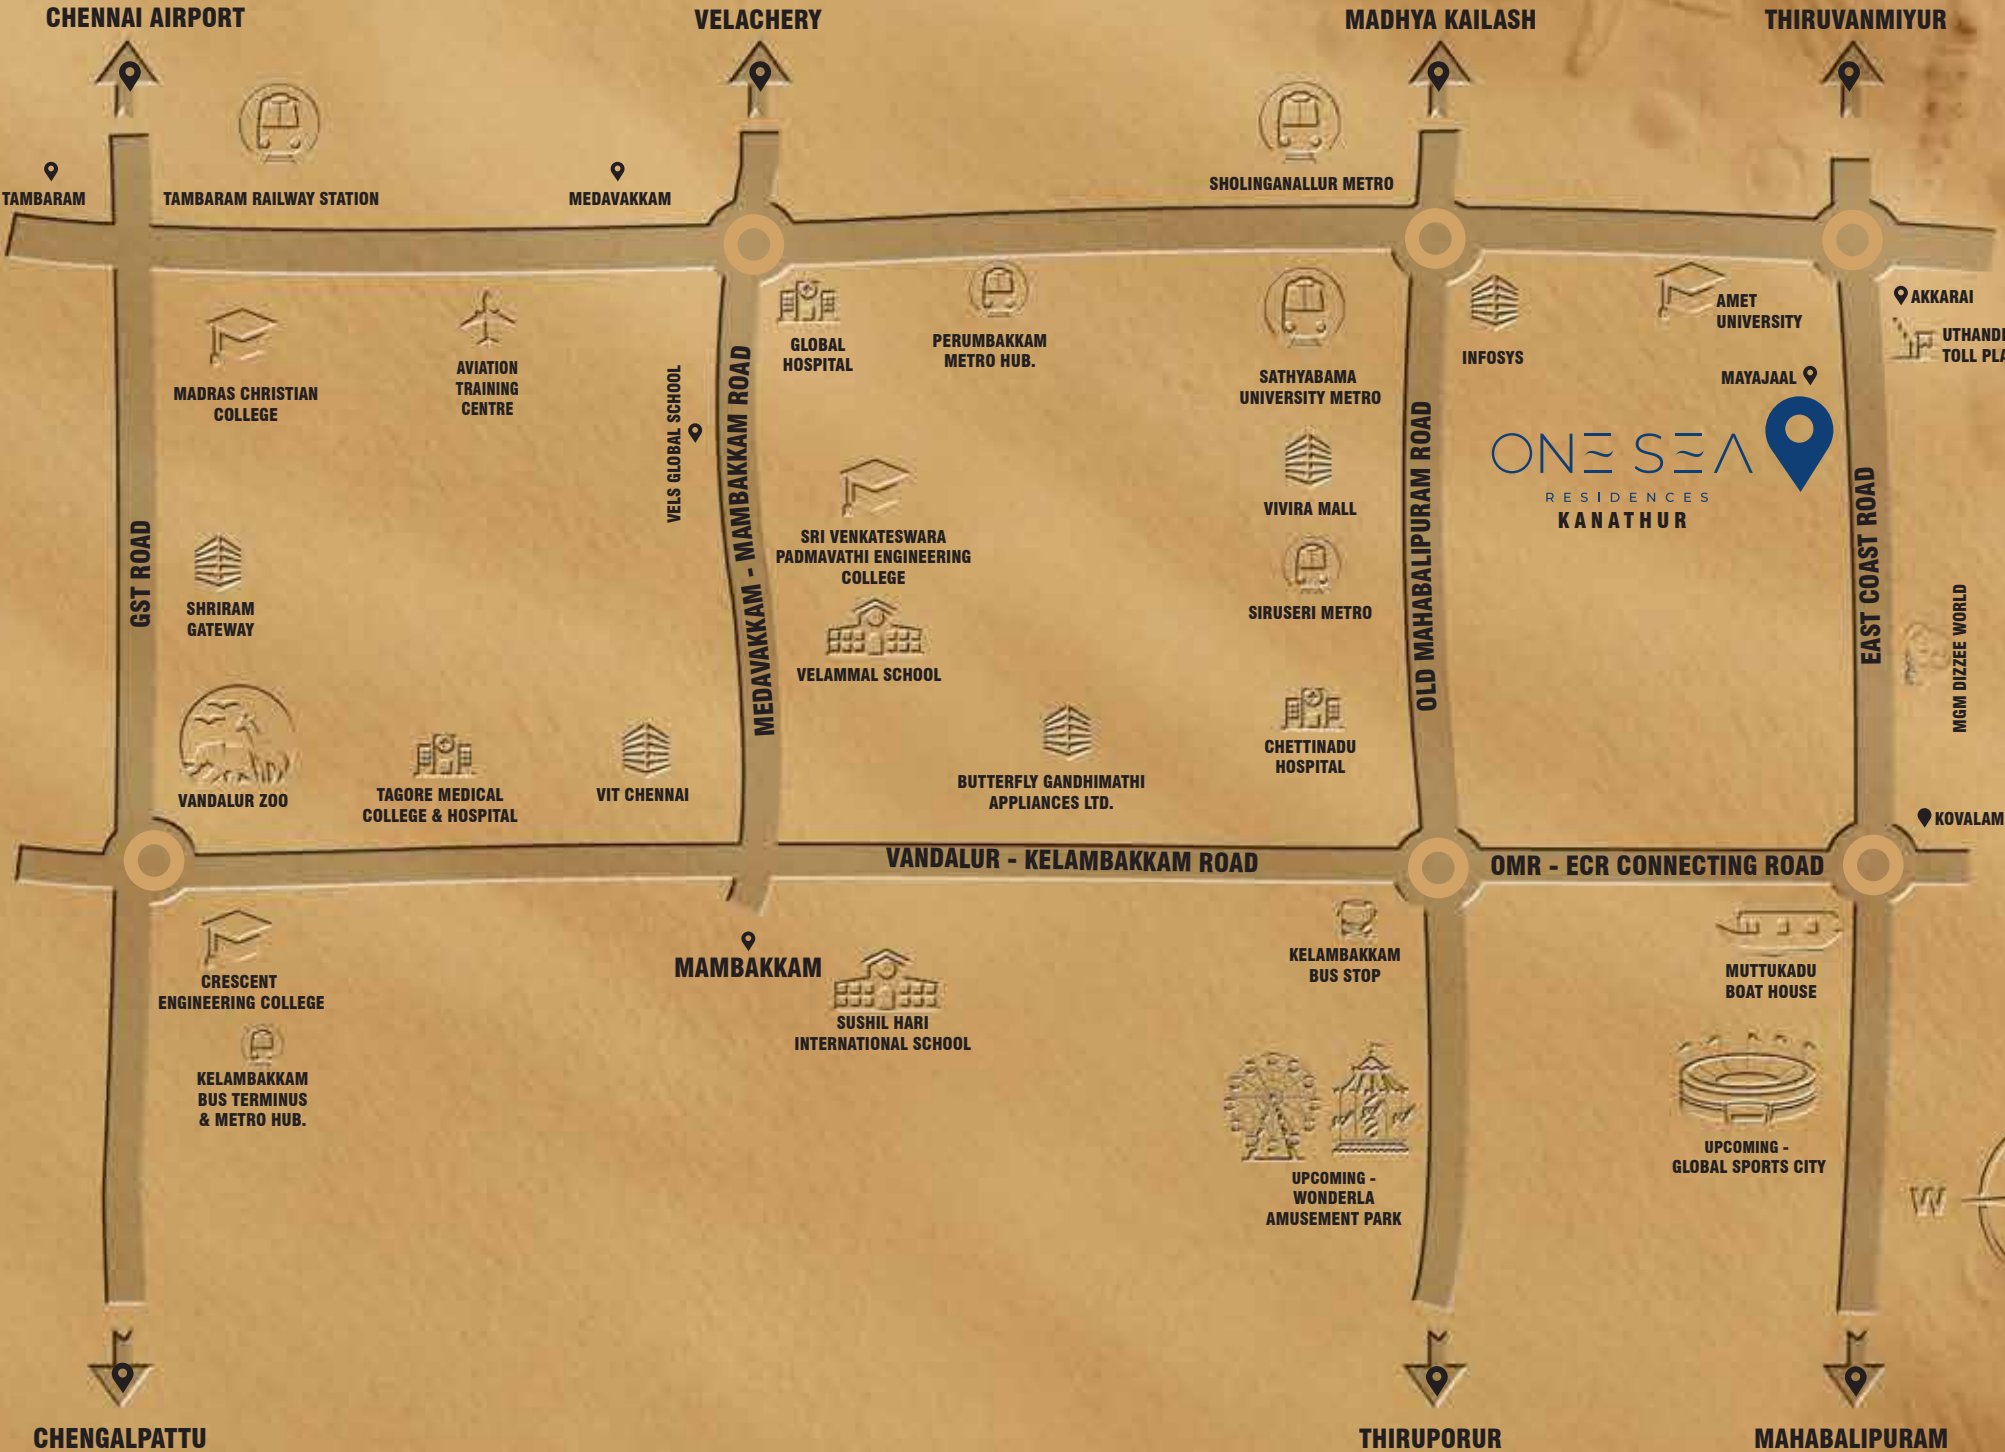 CHENNAI AIRPORT
VELACHERY
MADHYA KAILASH
THIRUVANMIYUR
TAMBARAM
TAMBARAM RAILWAY STATION
MEDAVAKKAM
SHOLINGANALLUR METRO
MADRAS CHRISTIAN
COLLEGE
AVIATION
TRAINING
CENTRE
VELS GLOBAL SCHOOL
MEDAVAKKAM - MAMBAKKAM ROAD
GLOBAL
HOSPITAL
PERUMBAKKAM
METRO HUB.
SATHYABAMA
UNIVERSITY METRO
INFOSYS
AMET
UNIVERSITY
AKKARAI
UTHANDI
TOLL PLA
MAYAJAAL
ONE SEA
RESIDENCES
KANATHUR
GST ROAD
SHRIRAM
GATEWAY
SRI VENKATESWARA
PADMAVATHI ENGINEERING
COLLEGE
VELAMMAL SCHOOL
VIVIRA MALL
SIRUSERI METRO
OLD MAHABALIPURAM ROAD
EAST COAST ROAD
MGM DIZZEE WORLD
VANDALUR ZOO
TAGORE MEDICAL
COLLEGE & HOSPITAL
VIT CHENNAI
BUTTERFLY GANDHIMATHI
APPLIANCES LTD.
CHETTINADU
HOSPITAL
KOVALAM
VANDALUR - KELAMBAKKAM ROAD
OMR - ECR CONNECTING ROAD
CRESCENT
ENGINEERING COLLEGE
KELAMBAKKAM
BUS TERMINUS
& METRO HUB.
MAMBAKKAM
SUSHIL HARI
INTERNATIONAL SCHOOL
KELAMBAKKAM
BUS STOP
MUTTUKADU
BOAT HOUSE
UPCOMING -
WONDERLA
AMUSEMENT PARK
UPCOMING -
GLOBAL SPORTS CITY
W
CHENGALPATTU
THIRUPORUR
MAHABALIPURAM